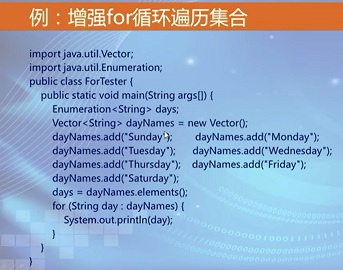 例：增强for循环遍历集合
import java.util.Vector;
import java.util.Enumeration;
public class ForTester {
public static void main(String args[]) {
Enumeration<String> days;
Vector<String> dayNames = new Vector();
dayNames.add("Sunday"); dayNames.add("Monday");
dayNames.add("Tuesday"); dayNames.add("Wednesday");
dayNames.add("Thursday"); dayNames.add("Friday");
dayNames.add("Saturday");
days = dayNames.elements();
for (String day : dayNames) {
System.out.println(day);
}
}
}